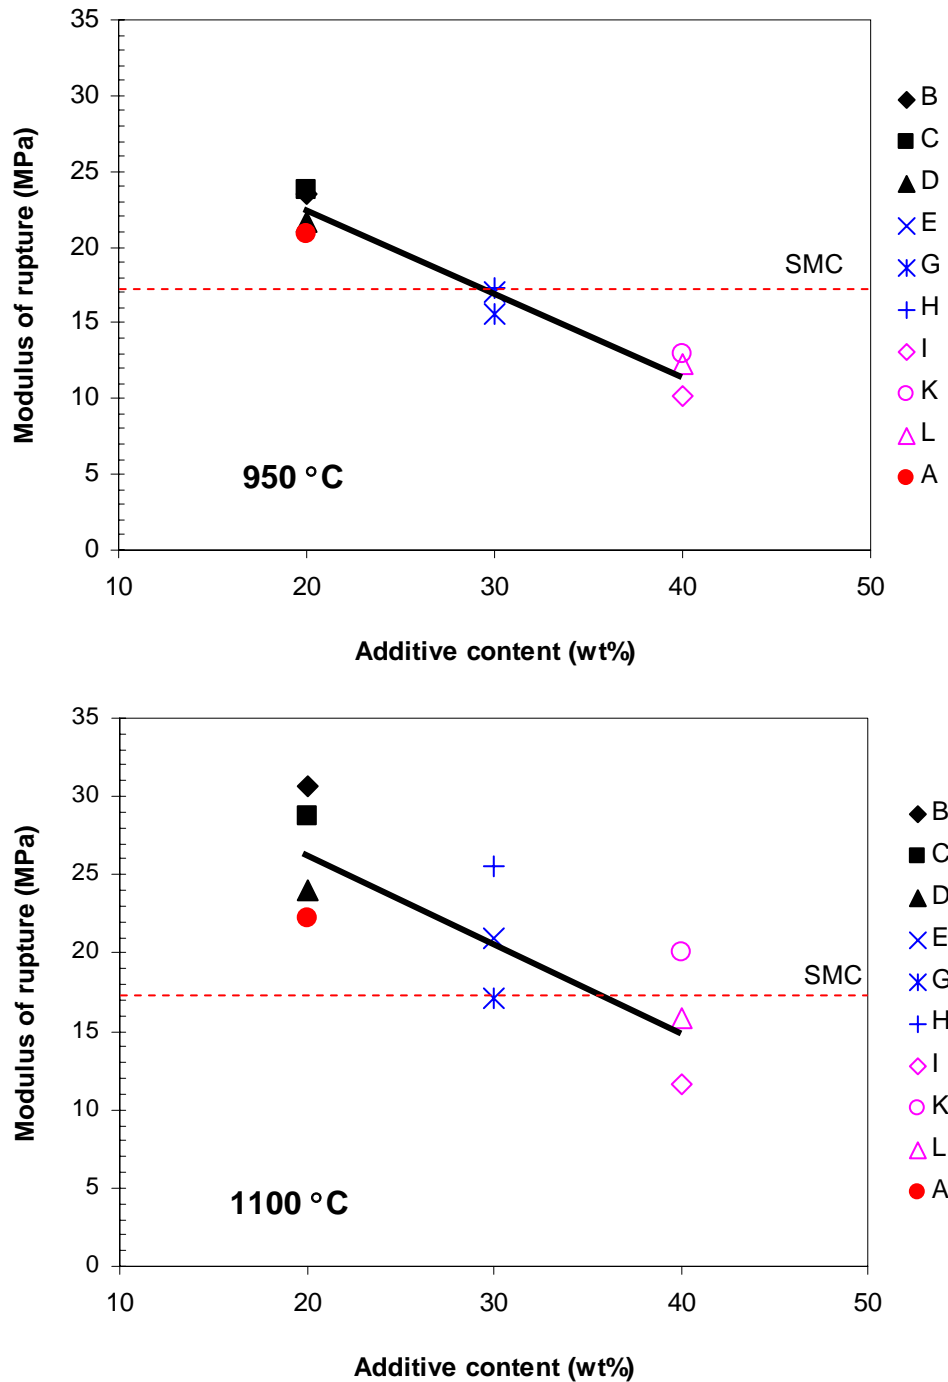 35
30
25
20
15
10
5
0
Modulus of rupture (MPa)
SMC
950 °C
10 20 30 40 50
Additive content (wt%)
B
C
D
E
G
H
I
K
L
A
35
30
25
20
15
10
5
0
Modulus of rupture (MPa)
SMC
1100 °C
10 20 30 40 50
Additive content (wt%)
B
C
D
E
G
H
I
K
L
A